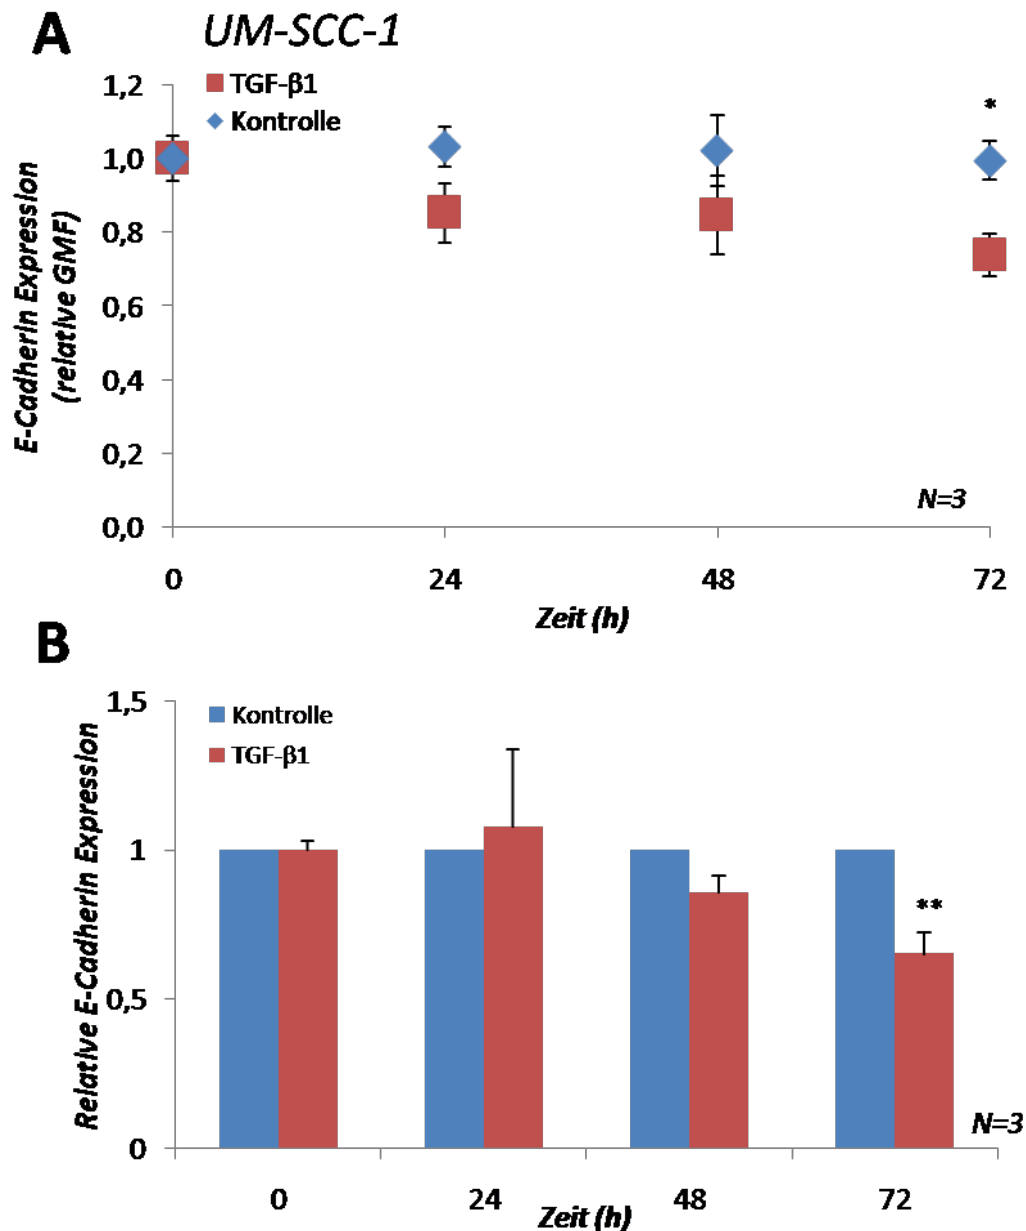 A
UM-SCC-1
TGF-β1
Kontrolle
*
E-Cadherin Expression
(relative GMF)
1,2
1,0
0,8
0,6
0,4
0,2
0,0
N=3
0 24 48 72
Zeit (h)
B
Kontrolle
TGF-β1
**
Relative E-Cadherin Expression
1,5
1
0,5
0
N=3
0 24 48 72
Zeit (h)